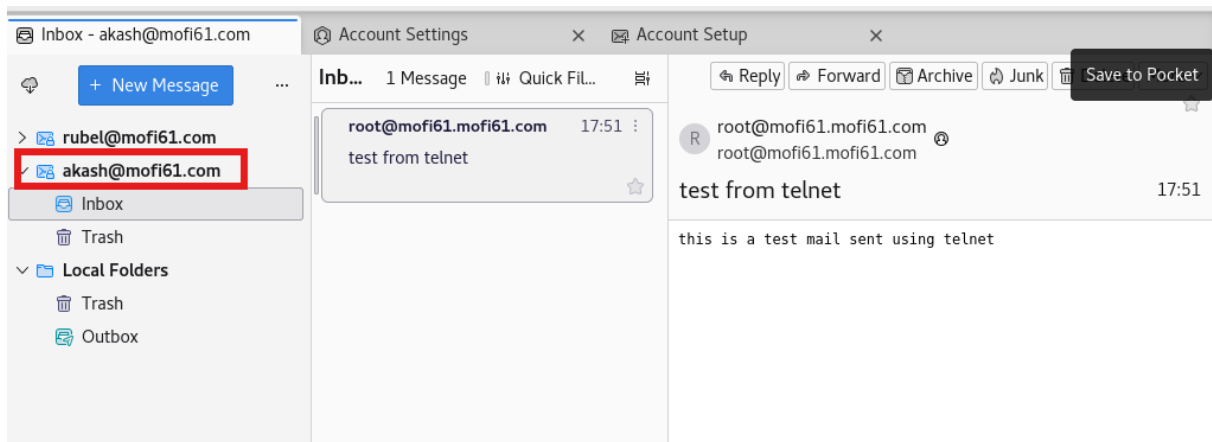 Inbox - akash@mofi61.com
Account Settings
Account Setup
+ New Message
Inb... 1 Message Quick Fil...
Reply Forward Archive Junk
Save to Pocket
rubel@mofi61.com
akash@mofi61.com
Inbox
Trash
Local Folders
Trash
Outbox
root@mofi61.mofi61.com 17:51
test from telnet
R
root@mofi61.mofi61.com
root@mofi61.mofi61.com
test from telnet 17:51
this is a test mail sent using telnet